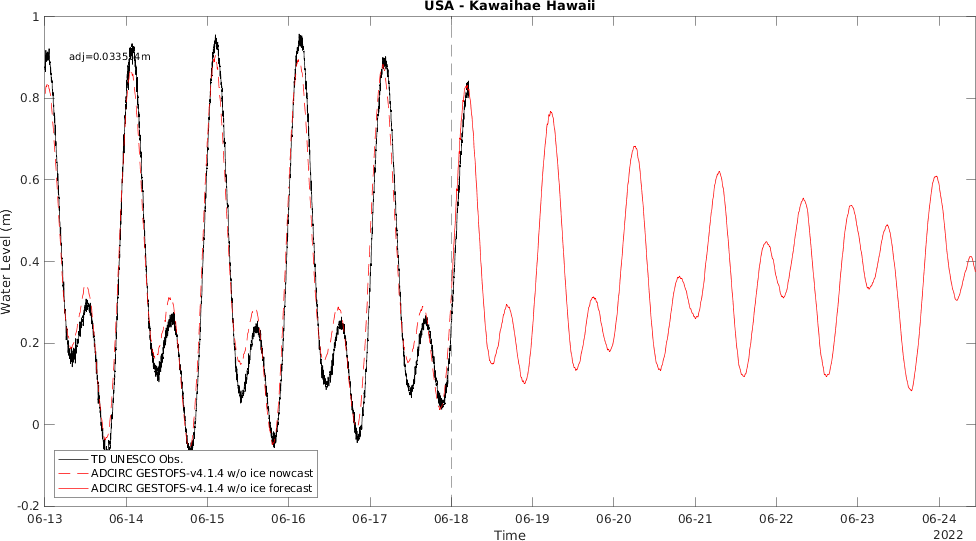 USA - Kawaihae Hawaii
adj=0.033534m
Water Level (m)
1
0.8
0.6
0.4
0.2
0
-0.2
TD UNESCO Obs.
ADCIRC GESTOFS-v4.1.4 w/o ice nowcast
ADCIRC GESTOFS-v4.1.4 w/o ice forecast
06-13 06-14 06-15 06-16 06-17 06-18 06-19 06-20 06-21 06-22 06-23 06-24
Time
2022